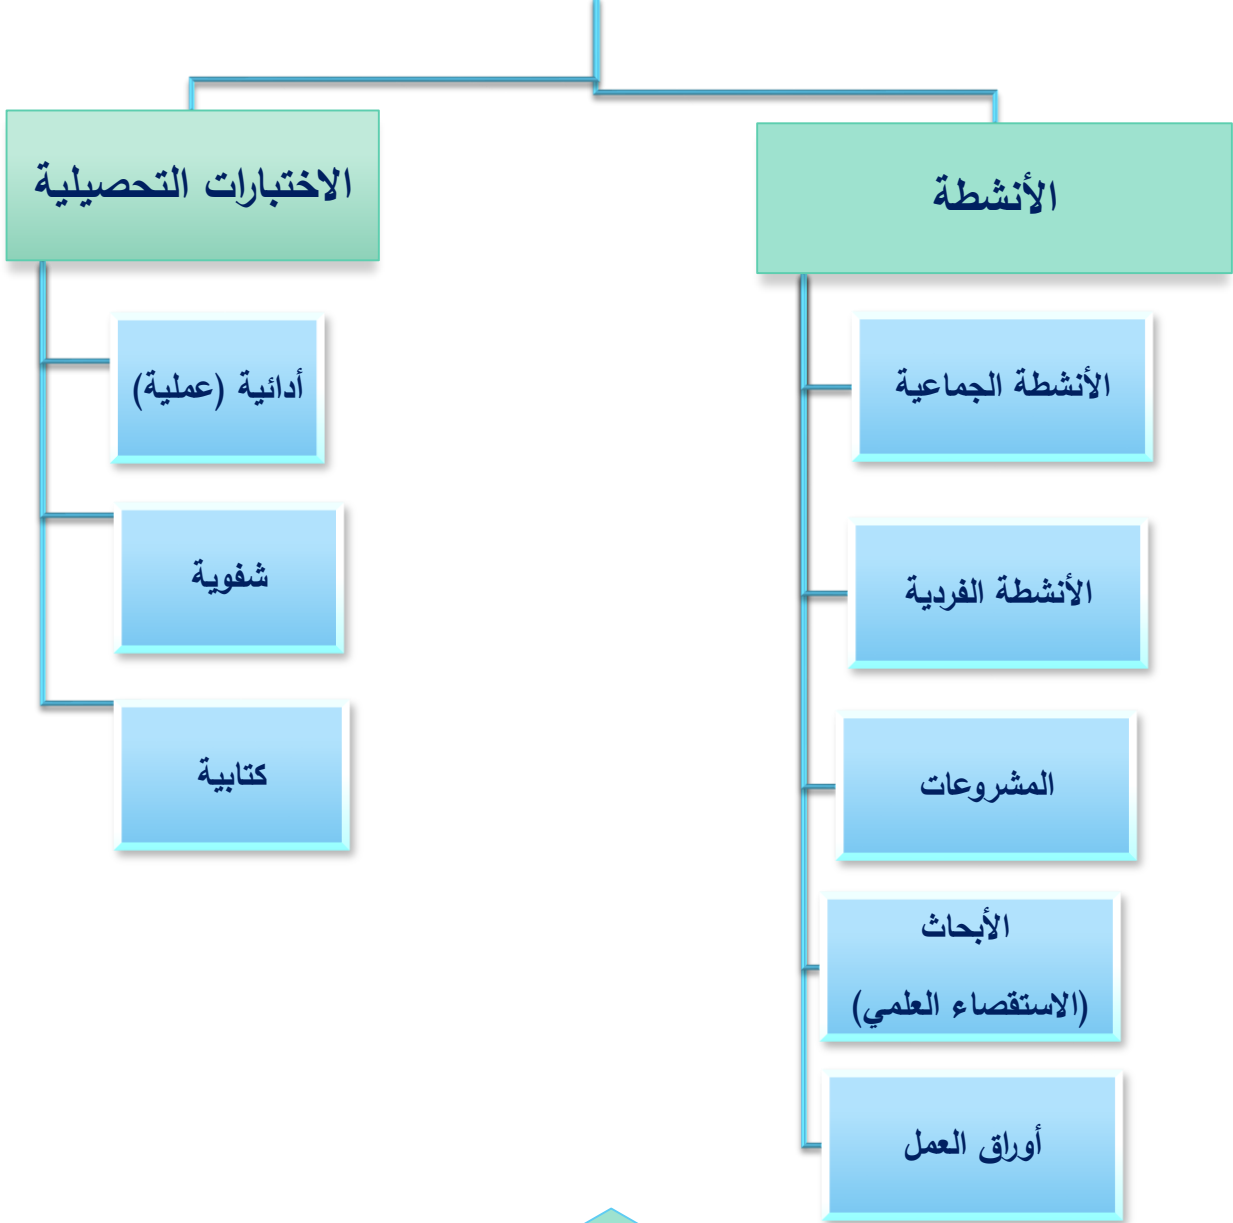 الأنشطة
الأنشطة الجماعية
الأنشطة الفردية
المشروعات
الأبحاث
(الاستقصاء العلمي)
أوراق العمل
الاختبارات التحصيلية
أدائية (عملية)
شفوية
كتابية